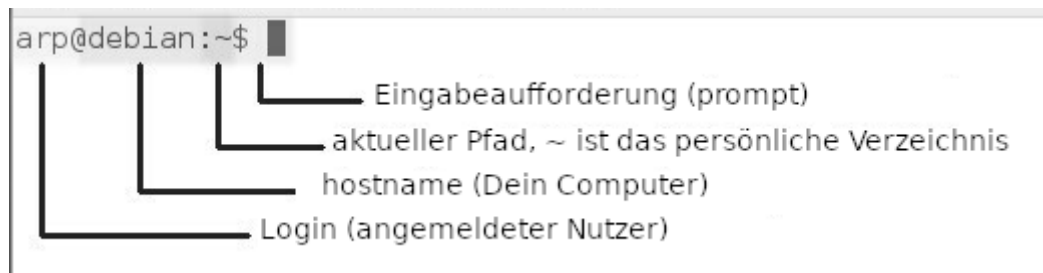 arp@debian:~$
Eingabeaufforderung (prompt)
aktueller Pfad, ~ ist das persönliche Verzeichnis
hostname (Dein Computer)
Login (angemeldeter Nutzer)